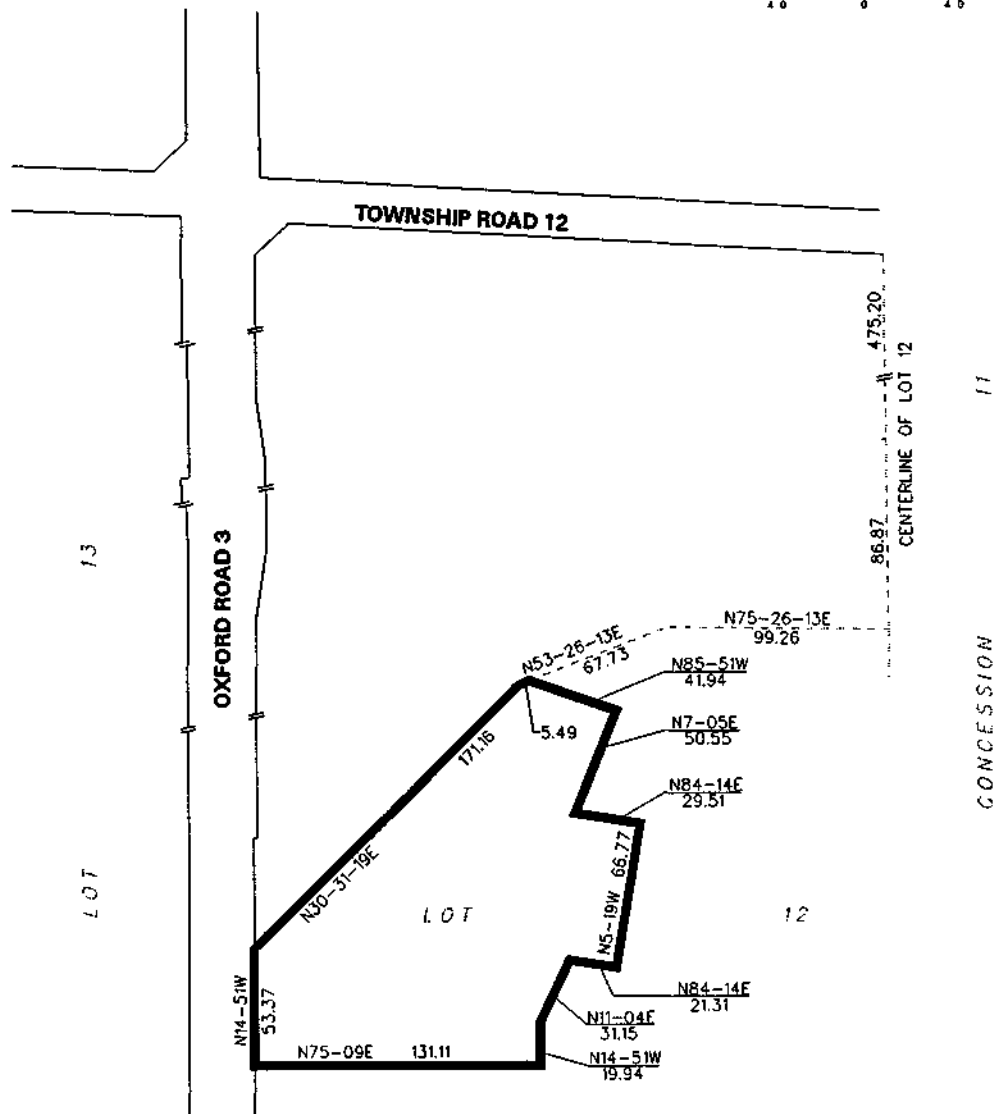 40 0 40
TOWNSHIP ROAD 12
475.20
CENTERLINE OF LOT 12
86.87
11
13
OXFORD ROAD 3
N75-26-13E
99.26
N53-26-13E
67.73
N85-51W
41.94
5.49
N7-05E
50.55
171.16
N84-14E
29.51
CONCESSION
66.77
N30-31-19E
LOT
LOT
12
N5-19W
N84-14E
21.31
N14-51W
53.37
N11-04E
31.15
N75-09E 131.11
N14-51W
19.94